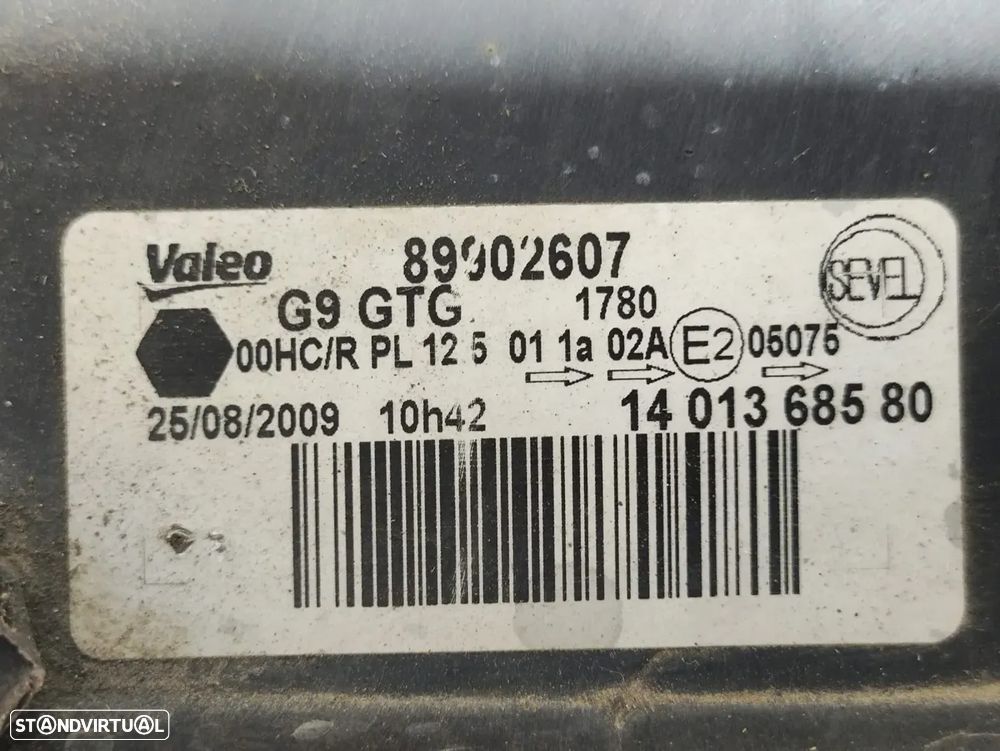 Valeo 89902607 SEVEL
G9 GTG 1780
00HC/R PL 12 5 01 1a 02A E2 05075
25/08/2009 10h42 14 013 685 80
STANDVIRTUAL